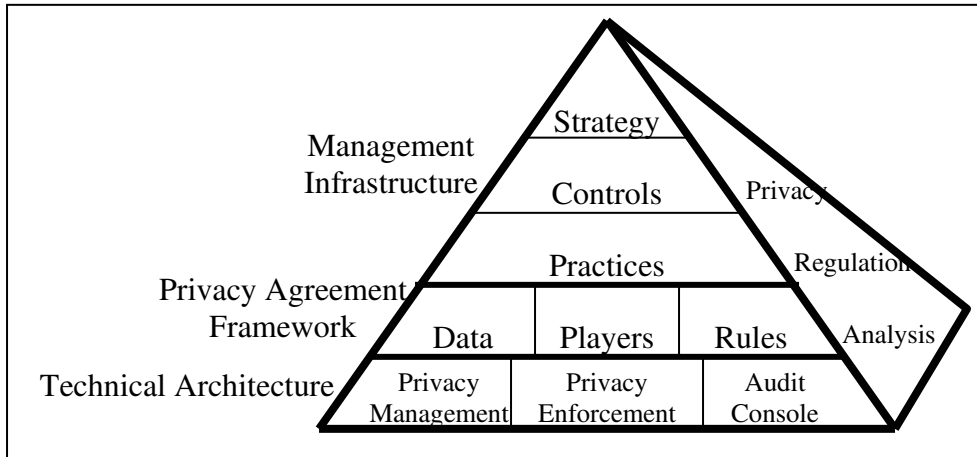 Strategy
Management
Infrastructure
Controls
Privacy
Practices
Regulation
Privacy Agreement
Framework
Data Players Rules
Analysis
Technical Architecture
Privacy
Management
Privacy
Enforcement
Audit
Console